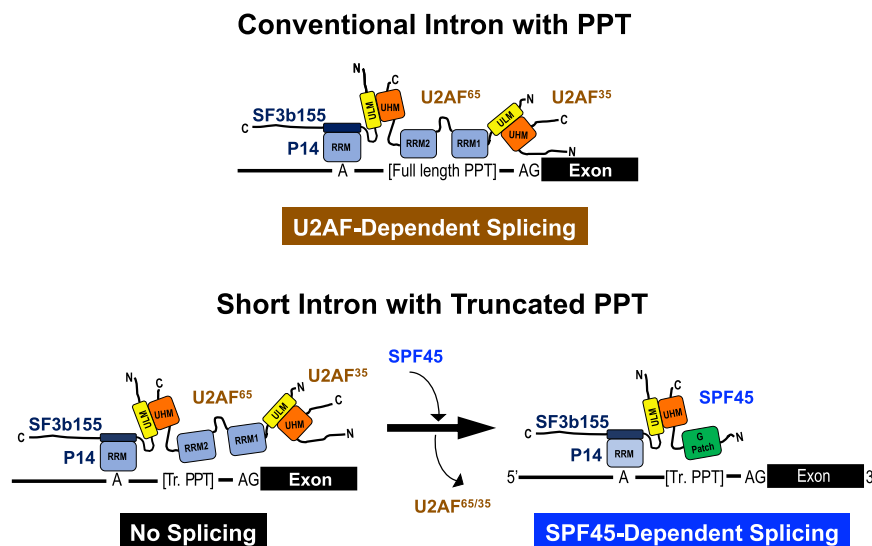 Conventional Intron with PPT
N
C
U2AF65
N
U2AF35
SF3b155
ULM
UHM
ULM
C
C
UHM
P14
RRM
RRM2
RRM1
N
A
[Full length PPT]
AG
Exon
U2AF-Dependent Splicing
Short Intron with Truncated PPT
SPF45
N
C
U2AF65
N
U2AF35
N
C
SPF45
SF3b155
ULM
UHM
ULM
C
SF3b155
ULM
UHM
C
RRM2
RRM1
UHM
N
C
G
Patch
N
P14
RRM
P14
RRM
A
[Tr. PPT]
AG
Exon
5'
A
[Tr. PPT]
AG
Exon
3'
U2AF65/35
No Splicing
SPF45-Dependent Splicing